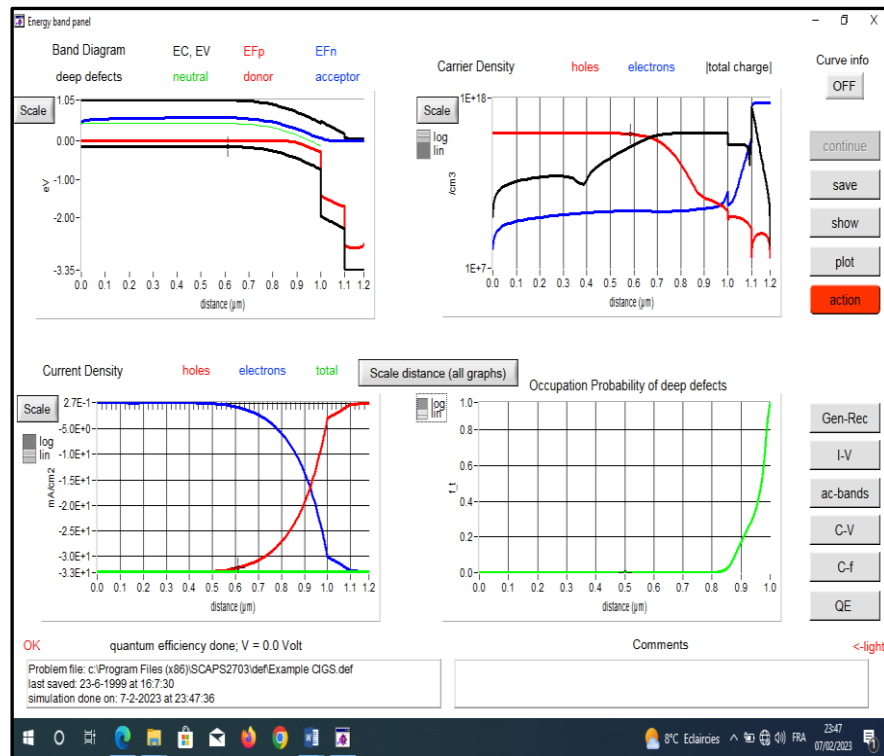 Energy band panel
Band Diagram EC, EV EFp EFn
deep defects neutral donor acceptor
Scale
1.05
0.00
-1.00
-2.00
-3.35
eV
0.0 0.1 0.2 0.3 0.4 0.5 0.6 0.7 0.8 0.9 1.0 1.1 1.2
distance (µm)
Carrier Density holes electrons |total charge|
Scale
log
lin
1E+18
/cm3
1E+7
0.0 0.1 0.2 0.3 0.4 0.5 0.6 0.7 0.8 0.9 1.0 1.1 1.2
distance (µm)
Curve info
OFF
continue
save
show
plot
action
Current Density holes electrons total
Scale distance (all graphs)
Scale
log
lin
2.7E-1
-5.0E+0
-1.0E+1
-1.5E+1
-2.0E+1
-2.5E+1
-3.0E+1
-3.3E+1
mA/cm2
0.0 0.1 0.2 0.3 0.4 0.5 0.6 0.7 0.8 0.9 1.0 1.1 1.2
distance (µm)
log
lin
Occupation Probability of deep defects
1.0
0.8
0.6
0.4
0.2
0.0
f_t
0.0 0.1 0.2 0.3 0.4 0.5 0.6 0.7 0.8 0.9 1.0
distance (µm)
Gen-Rec
I-V
ac-bands
C-V
C-f
QE
OK quantum efficiency done; V = 0.0 Volt
Comments
<-light
Problem file: c:\Program Files (x86)\SCAPS2703\def\Example CIGS.def
last saved: 23-6-1999 at 16:7:30
simulation done on: 7-2-2023 at 23:47:36
8°C Eclaircies
FRA
23:47
07/02/2023
1